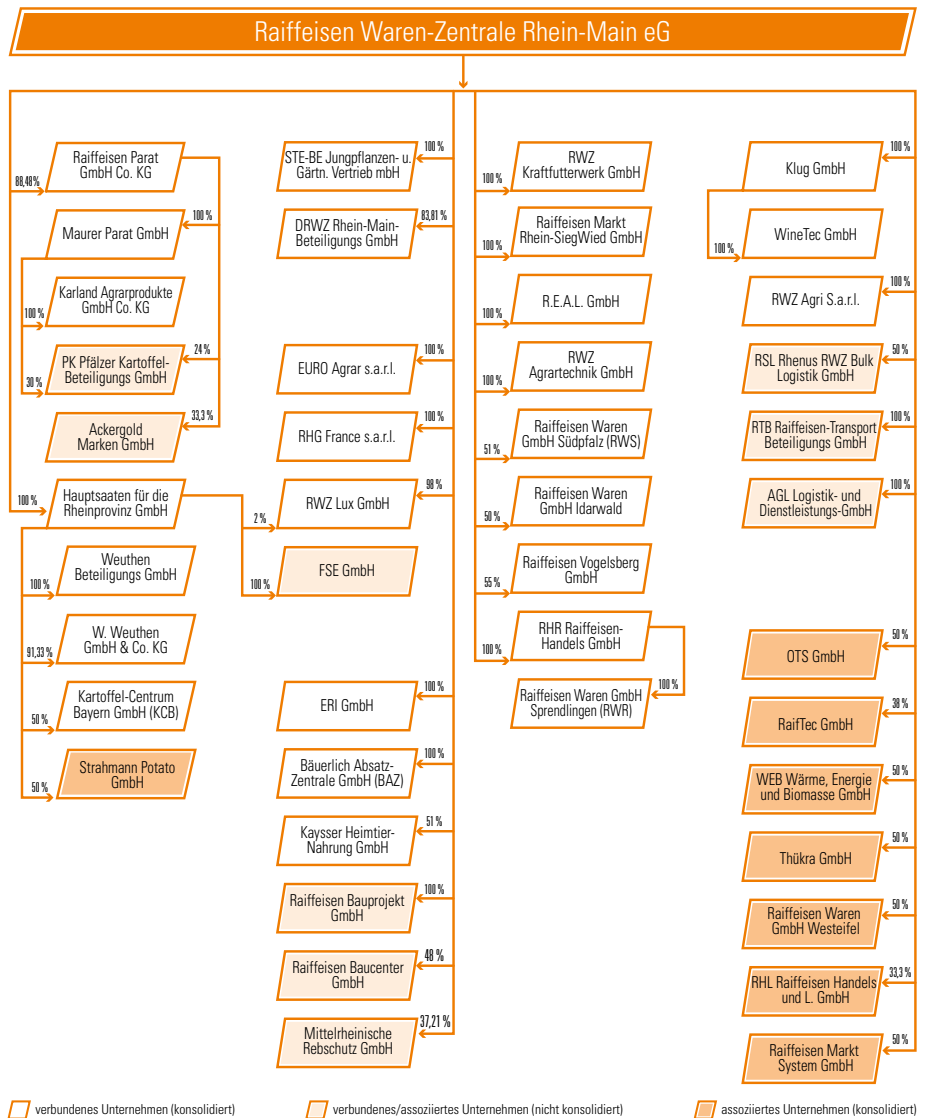 Raiffeisen Waren-Zentrale Rhein-Main eG
Raiffeisen Parat
GmbH Co. KG
88,48%
Maurer Parat GmbH
100 %
Karland Agrarprodukte
GmbH Co. KG
100 %
PK Pfälzer Kartoffel-
Beteiligungs GmbH
24 %
30 %
Ackergold
Marken GmbH
33,3 %
Hauptsaaten für die
Rheinprovinz GmbH
100 %
Weuthen
Beteiligungs GmbH
100 %
W. Weuthen
GmbH & Co. KG
91,33%
Kartoffel-Centrum
Bayern GmbH (KCB)
50 %
Strahmann Potato
GmbH
50 %
STE-BE Jungpflanzen- u.
Gärtn. Vertrieb mbH
100 %
DRWZ Rhein-Main-
Beteiligungs GmbH
83,81 %
EURO Agrar s.a.r.l.
100 %
RHG France s.a.r.l.
100 %
RWZ Lux GmbH
98 %
2 %
FSE GmbH
100 %
ERI GmbH
100 %
Bäuerlich Absatz-
Zentrale GmbH (BAZ)
100 %
Kaysser Heimtier-
Nahrung GmbH
51 %
Raiffeisen Bauprojekt
GmbH
100 %
Raiffeisen Baucenter
GmbH
48 %
Mittelrheinische
Rebschutz GmbH
37,21 %
RWZ
Kraftfutterwerk GmbH
100 %
Raiffeisen Markt
Rhein-SiegWied GmbH
100 %
R.E.A.L. GmbH
100 %
RWZ
Agrartechnik GmbH
100 %
Raiffeisen Waren
GmbH Südpfalz (RWS)
51 %
Raiffeisen Waren
GmbH Idarwald
50 %
Raiffeisen Vogelsberg
GmbH
55 %
RHR Raiffeisen-
Handels GmbH
100 %
Raiffeisen Waren GmbH
Sprendlingen (RWR)
100 %
Klug GmbH
100 %
WineTec GmbH
100 %
RWZ Agri S.a.r.l.
100 %
RSL Rhenus RWZ Bulk
Logistik GmbH
50 %
RTB Raiffeisen-Transport
Beteiligungs GmbH
100 %
AGL Logistik- und
Dienstleistungs-GmbH
100 %
OTS GmbH
50 %
RaifTec GmbH
38 %
WEB Wärme, Energie
und Biomasse GmbH
50 %
Thükra GmbH
50 %
Raiffeisen Waren
GmbH Westeifel
50 %
RHL Raiffeisen Handels
und L. GmbH
33,3 %
Raiffeisen Markt
System GmbH
50 %
verbundenes Unternehmen (konsolidiert)
verbundenes/assoziiertes Unternehmen (nicht konsolidiert)
assoziiertes Unternehmen (konsolidiert)